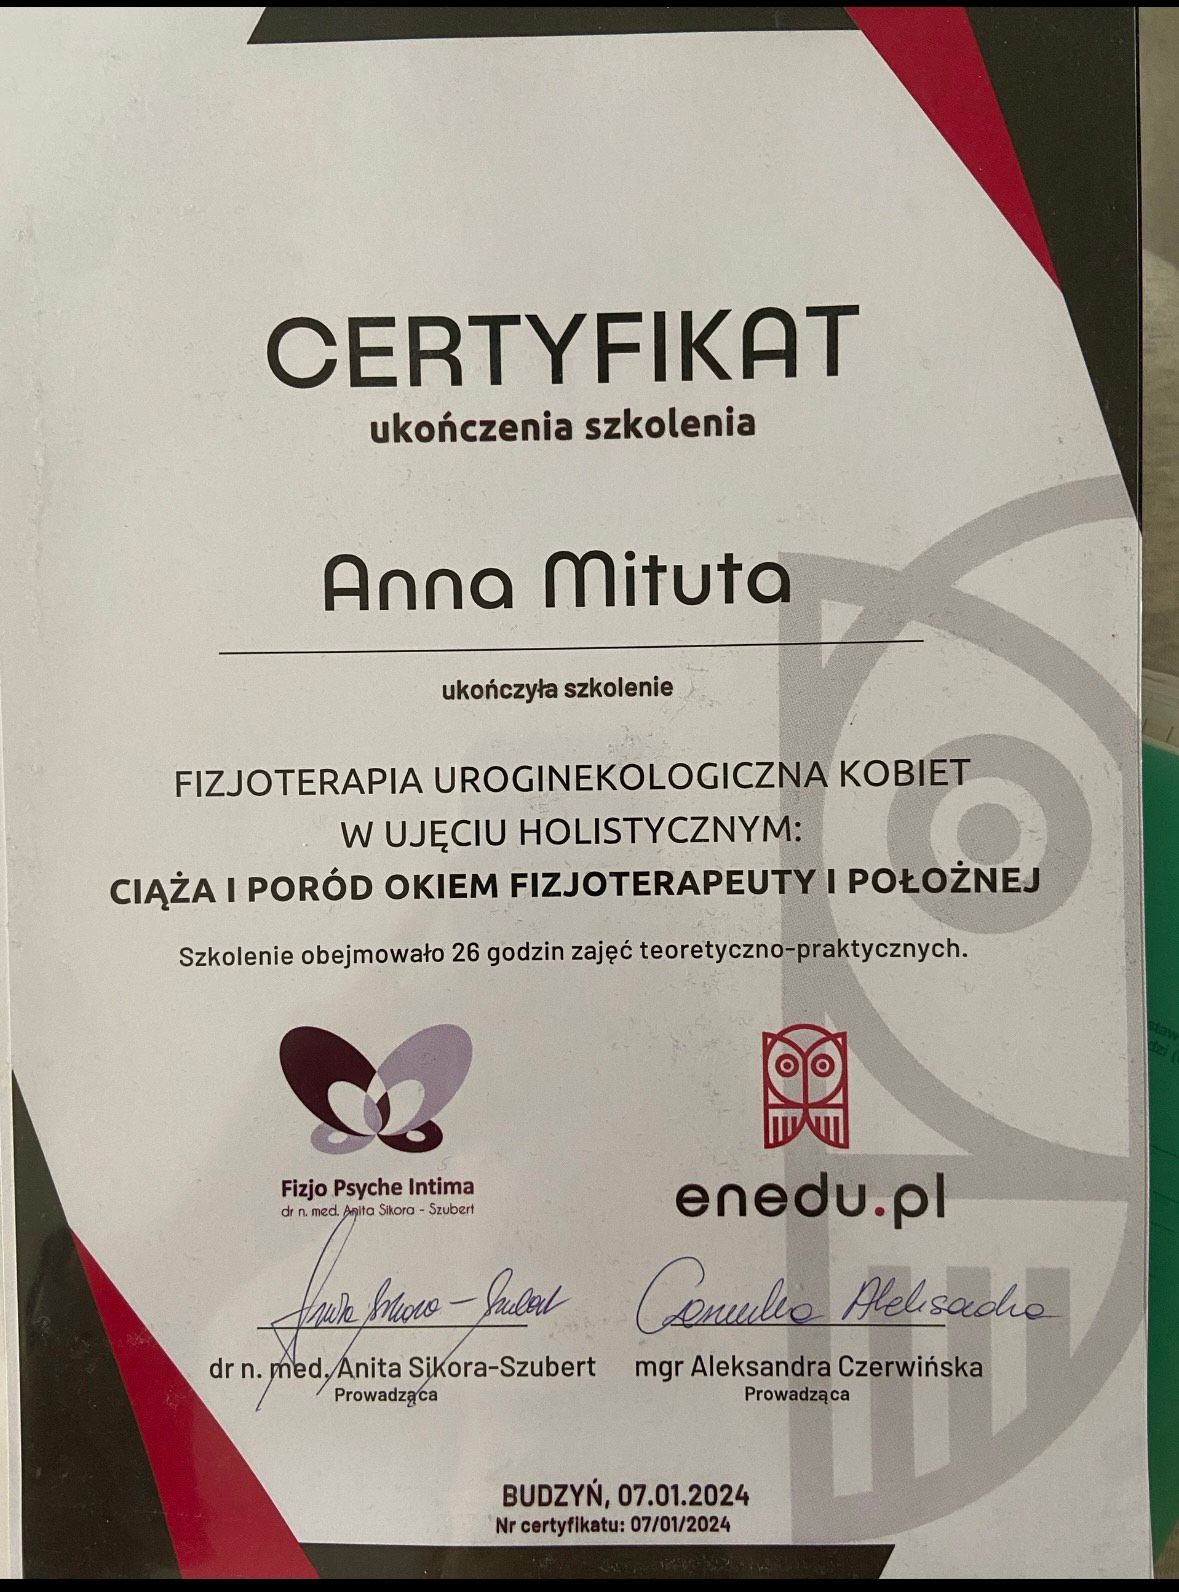 CERTYFIKAT
ukończenia szkolenia
Anna Mituta
ukończyła szkolenie
FIZJOTERAPIA UROGINEKOLOGICZNA KOBIET
W UJĘCIU HOLISTYCZNYM:
CIĄŻA I PORÓD OKIEM FIZJOTERAPEUTY I POŁOŻNEJ
Szkolenie obejmowało 26 godzin zajęć teoretyczno-praktycznych.
Fizjo Psyche Intima
dr n. med. Anita Sikora - Szubert
enedu.pl
dr n. med. Anita Sikora-Szubert
Prowadząca
mgr Aleksandra Czerwińska
Prowadząca
BUDZYŃ, 07.01.2024
Nr certyfikatu: 07/01/2024